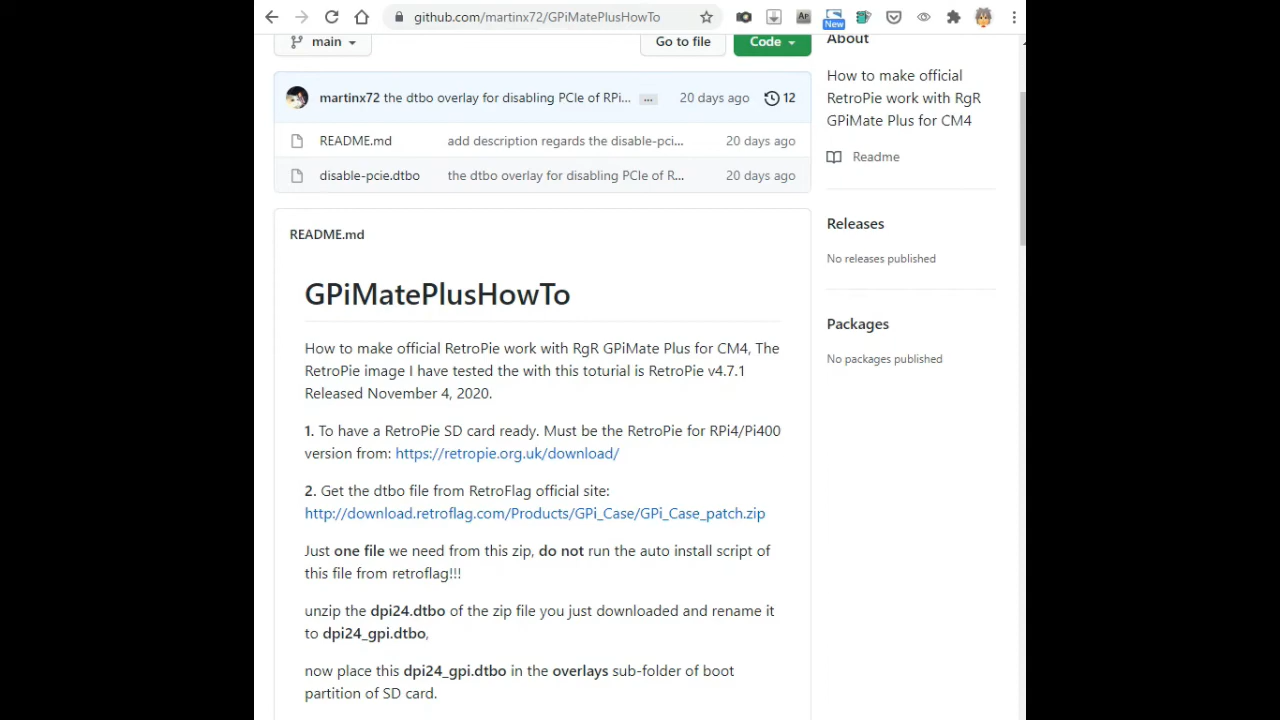 github.com/martinx72/GPiMatePlusHowTo
New
main
Go to file
Code
About
martinx72 the dtbo overlay for disabling PCIe of RPi... ... 20 days ago 12
How to make official
RetroPie work with RgR
GPiMate Plus for CM4
README.md add description regards the disable-pci... 20 days ago
Readme
disable-pcie.dtbo the dtbo overlay for disabling PCIe of R... 20 days ago
Releases
No releases published
Packages
No packages published
README.md
GPiMatePlusHowTo
How to make official RetroPie work with RgR GPiMate Plus for CM4, The
RetroPie image I have tested the with this toturial is RetroPie v4.7.1
Released November 4, 2020.
1. To have a RetroPie SD card ready. Must be the RetroPie for RPi4/Pi400
version from: https://retropie.org.uk/download/
2. Get the dtbo file from RetroFlag official site:
http://download.retroflag.com/Products/GPi_Case/GPi_Case_patch.zip
Just one file we need from this zip, do not run the auto install script of
this file from retroflag!!!
unzip the dpi24.dtbo of the zip file you just downloaded and rename it
to dpi24_gpi.dtbo,
now place this dpi24_gpi.dtbo in the overlays sub-folder of boot
partition of SD card.